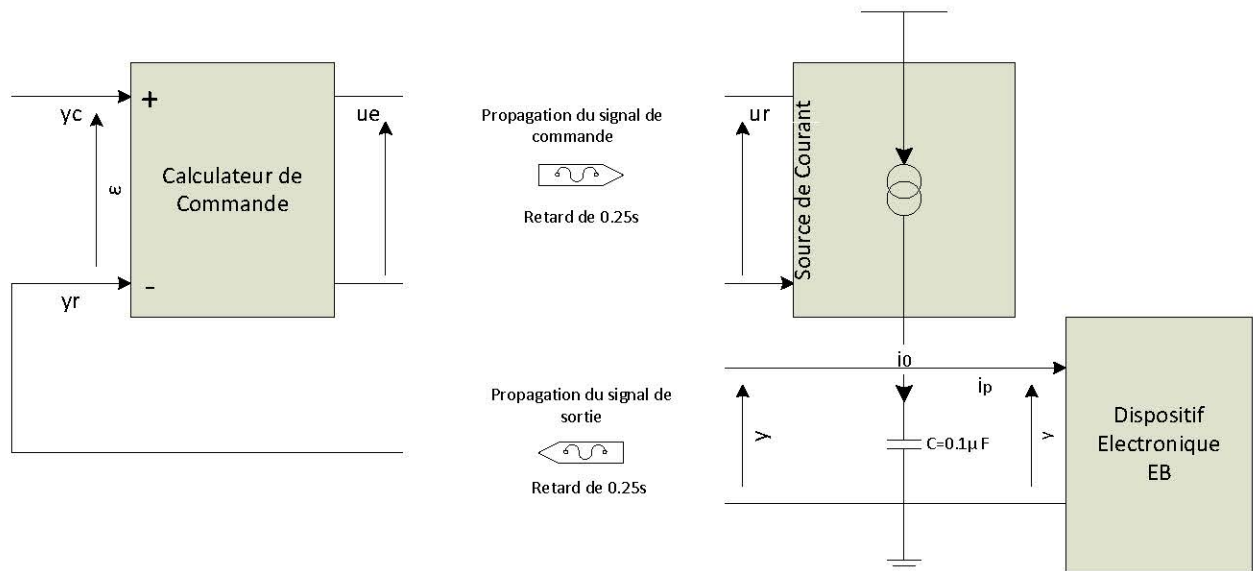 yc
+
ε
yr
-
Calculateur de
Commande
ue
Propagation du signal de
commande
Retard de 0.25s
ur
Source de Courant
i0
ip
Propagation du signal de
sortie
Retard de 0.25s
y
C=0.1µF
y
Dispositif
Electronique
EB